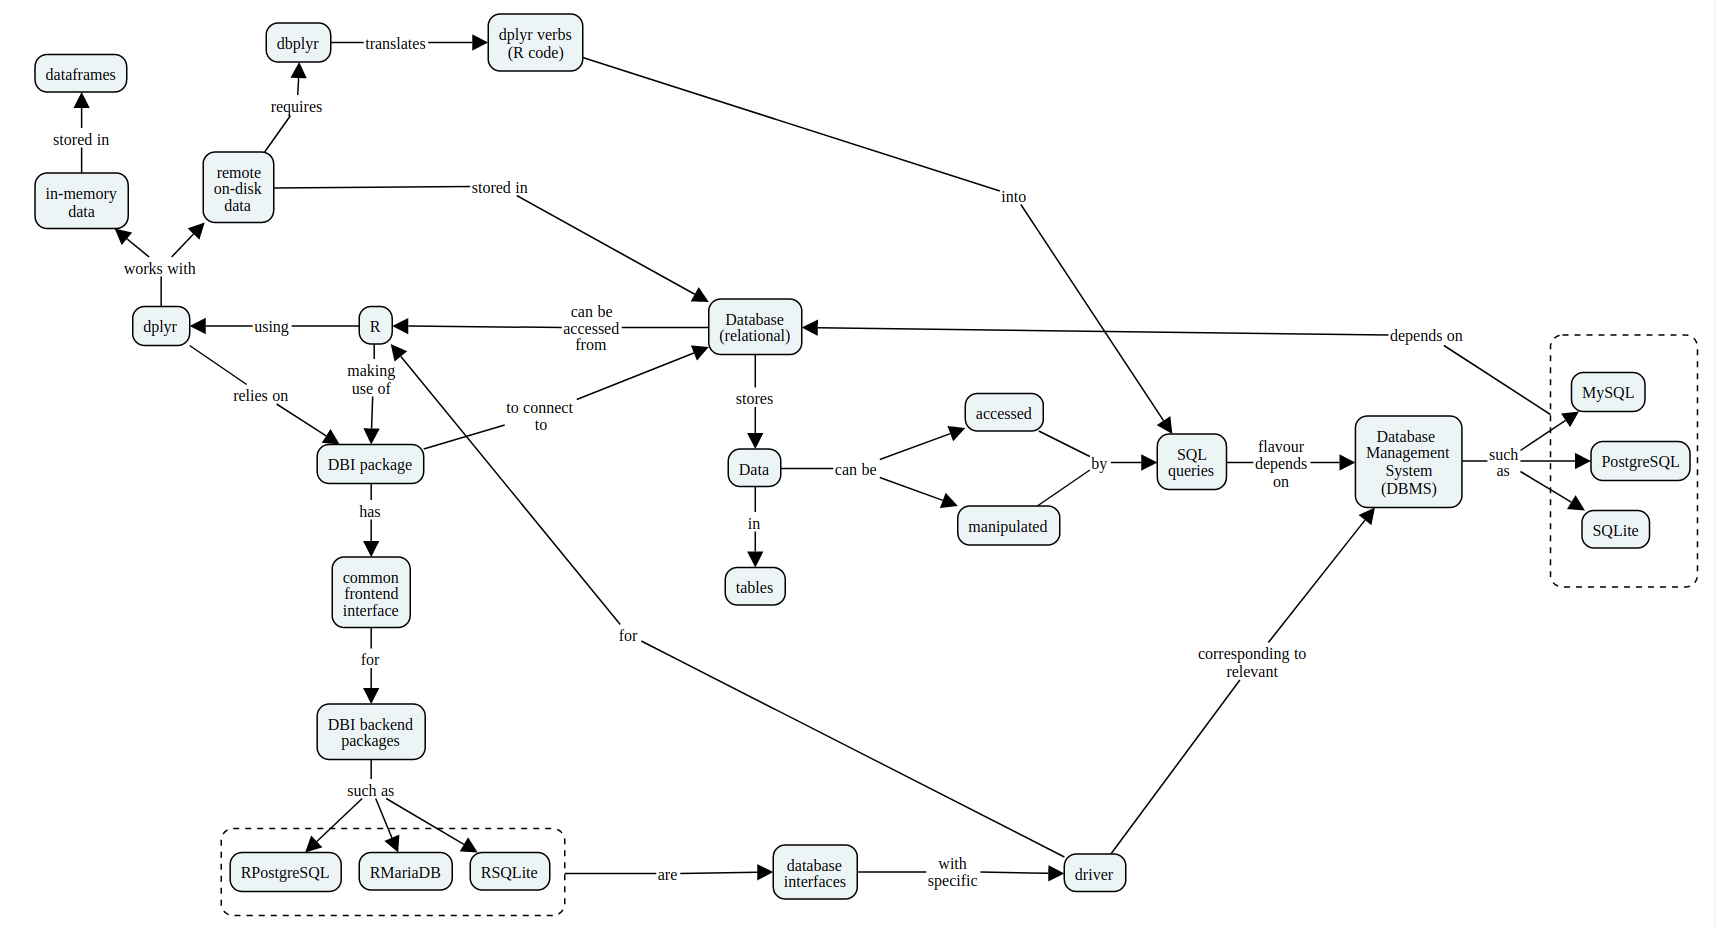 dbplyr
translates
dplyr verbs
(R code)
dataframes
requires
stored in
remote
on-disk
data
stored in
in-memory
data
into
works with
dplyr
using
R
can be
accessed
from
Database
(relational)
depends on
making
use of
relies on
to connect
to
stores
accessed
MySQL
DBI package
Data
can be
by
SQL
queries
flavour
depends
on
Database
Management
System
(DBMS)
such
as
PostgreSQL
has
in
manipulated
SQLite
common
frontend
interface
tables
for
for
corresponding to
relevant
DBI backend
packages
such as
RPostgreSQL
RMariaDB
RSQLite
are
database
interfaces
with
specific
driver